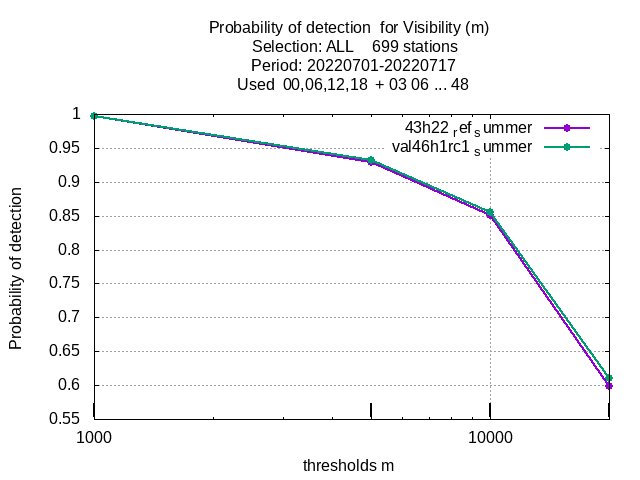 Probability of detection for Visibility (m)
Selection: ALL 699 stations
Period: 20220701-20220717
Used 00,06,12,18 + 03 06 ... 48
43h22 refsummer
val46h1rc1 summer
1
0.95
0.9
0.85
0.8
0.75
0.7
0.65
0.6
0.55
Probability of detection
1000
10000
thresholds m